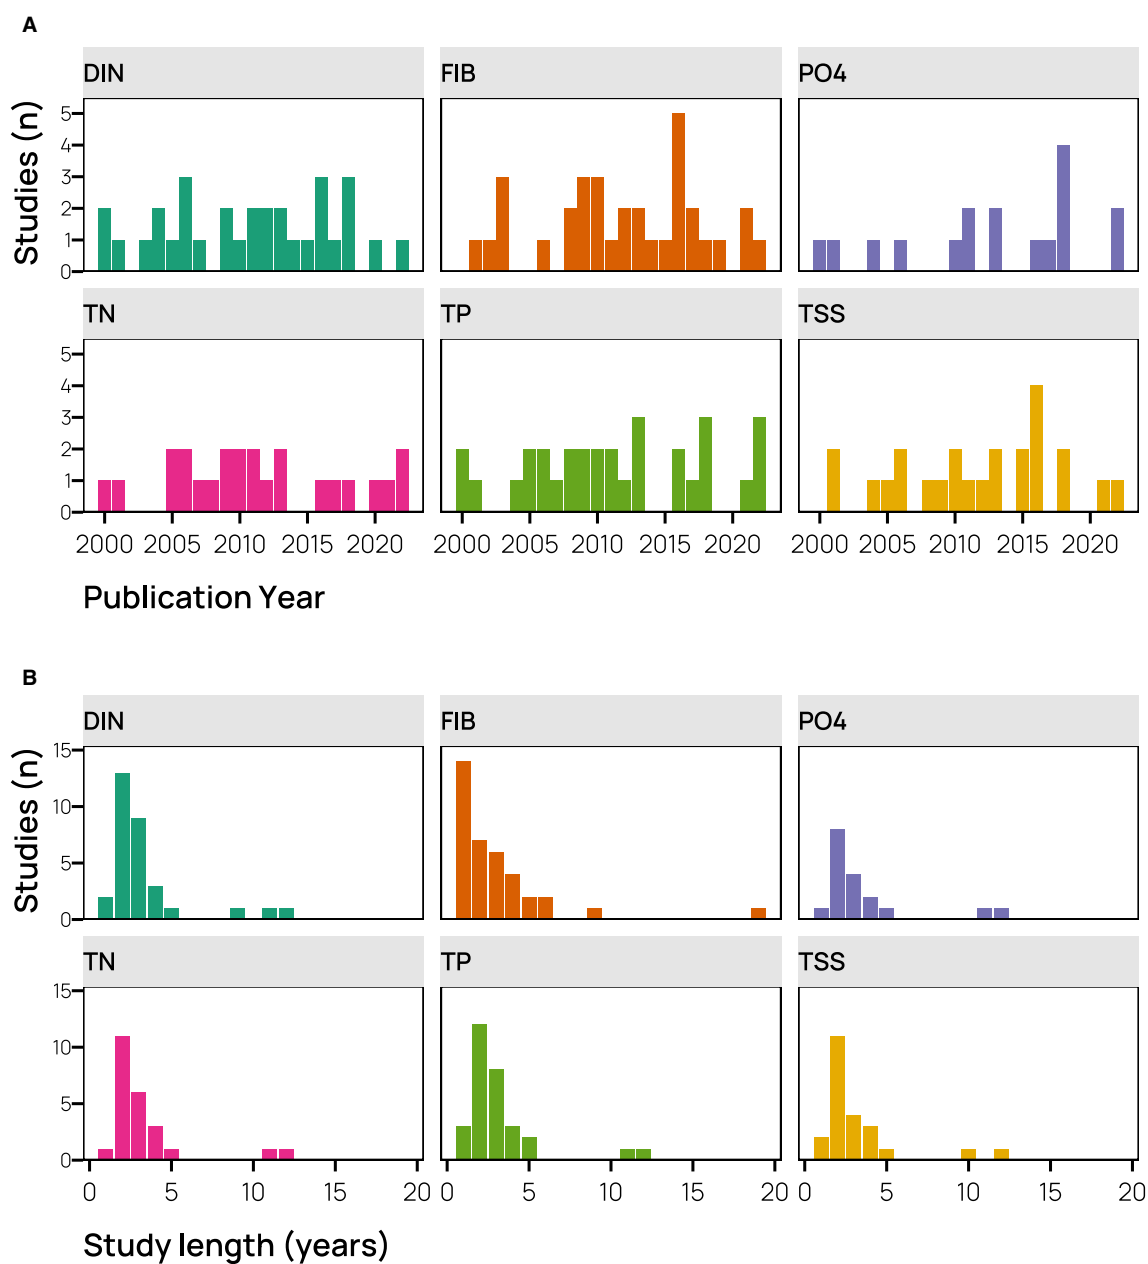 A
DIN FIB PO4
Studies (n)
5
4
3
2
1
0
TN TP TSS
5
4
3
2
1
0
2000 2005 2010 2015 2020 2000 2005 2010 2015 2020 2000 2005 2010 2015 2020
Publication Year
B
DIN FIB PO4
Studies (n)
15
10
5
0
TN TP TSS
15
10
5
0
0 5 10 15 20 0 5 10 15 20 0 5 10 15 20
Study length (years)